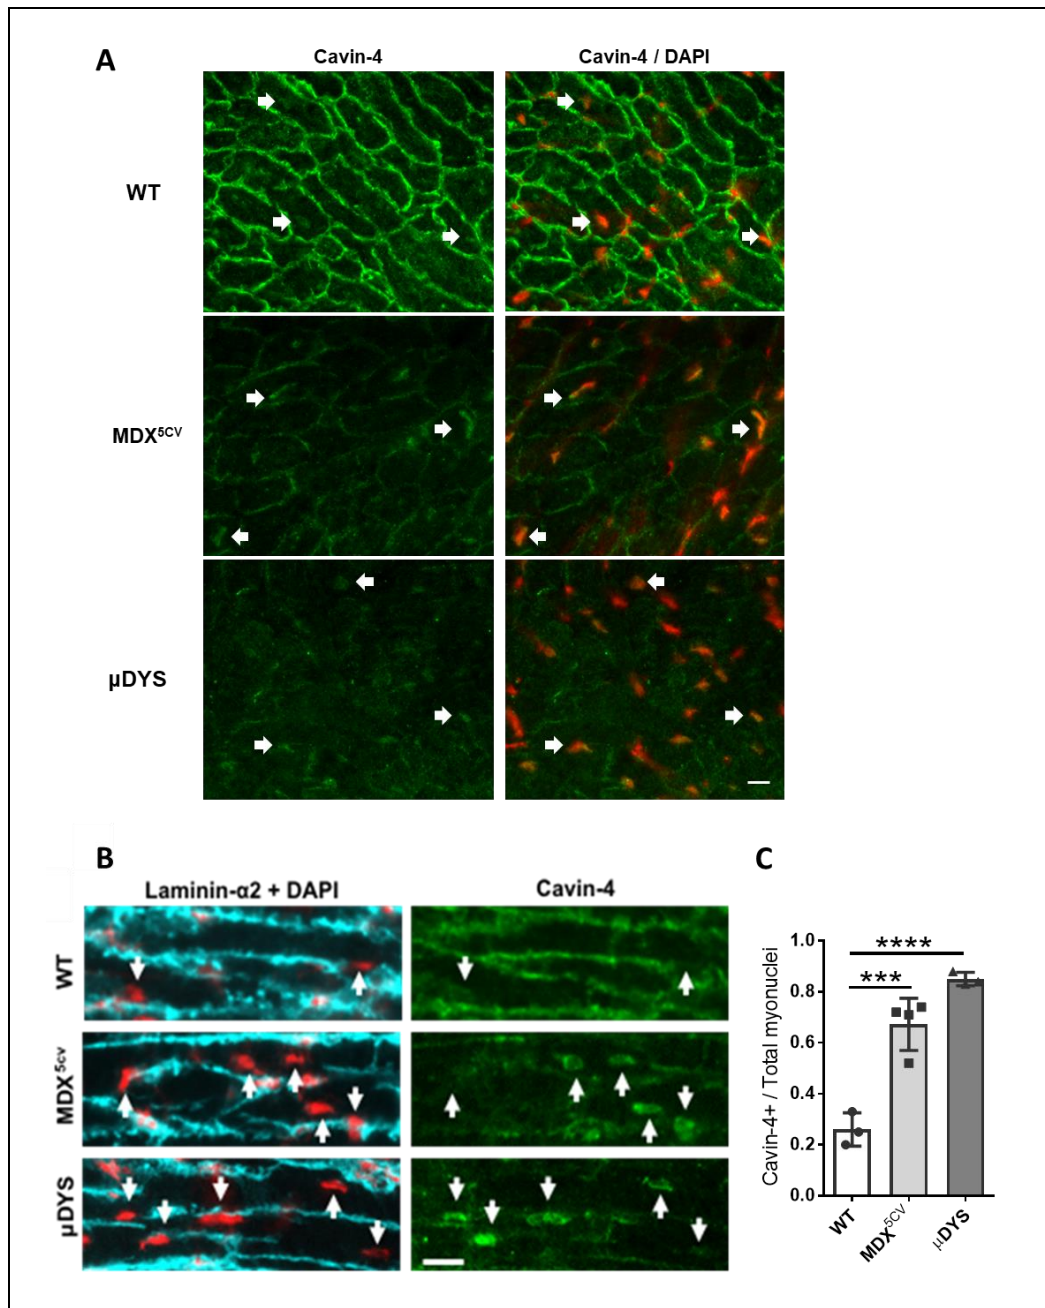 A
Cavin-4
Cavin-4 / DAPI
WT
MDX5CV
µDYS
B
Laminin-α2 + DAPI
Cavin-4
WT
MDX5cv
µDYS
C
Cavin-4+ / Total myonuclei
1.0
0.8
0.6
0.4
0.2
0.0
****
***
WT
MDX5CV
µDYS